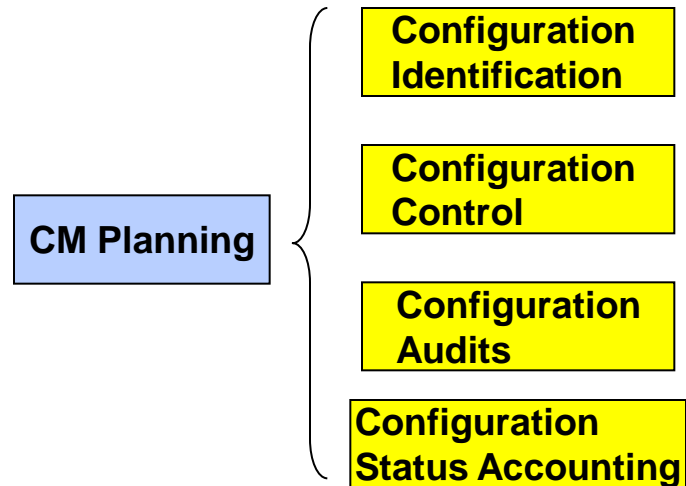 Configuration
Identification
Configuration
Control
CM Planning
Configuration
Audits
Configuration
Status Accounting